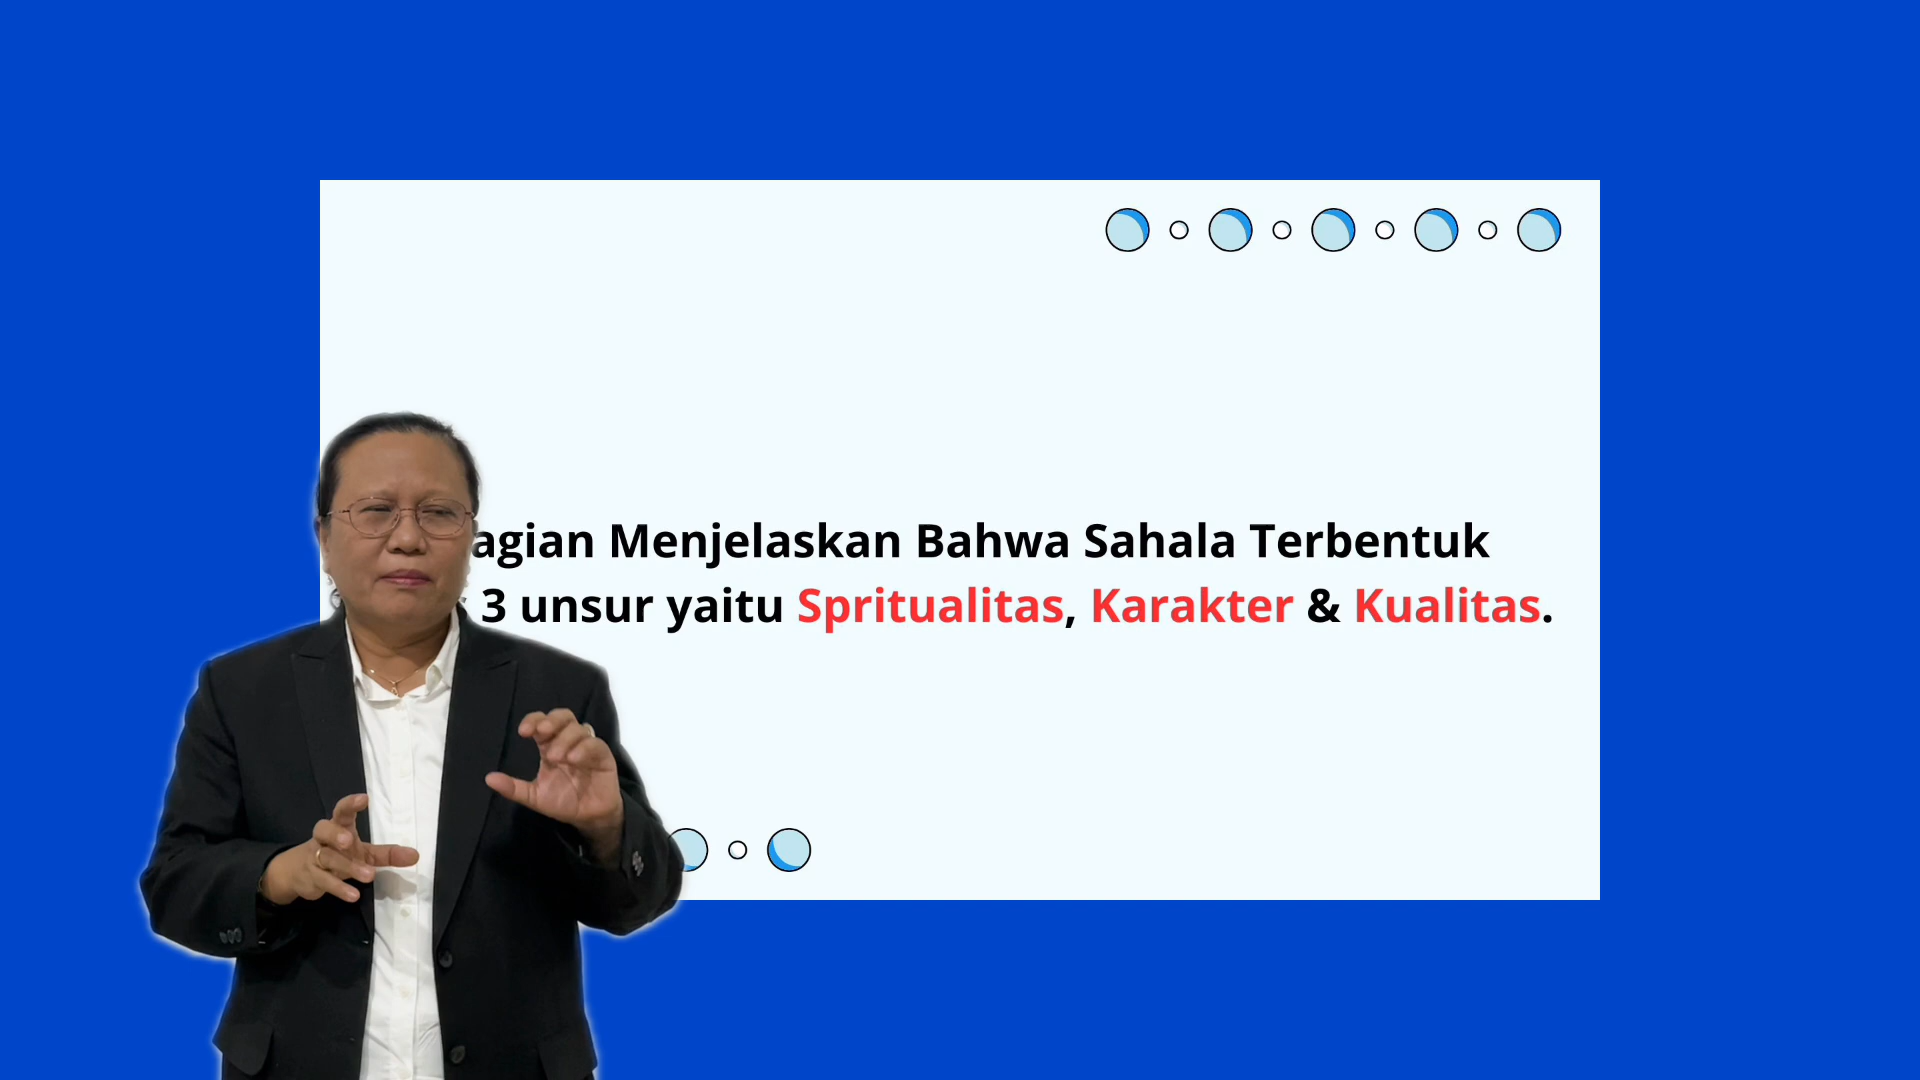 agian Menjelaskan Bahwa Sahala Terbentuk
3 unsur yaitu Spritualitas, Karakter & Kualitas.